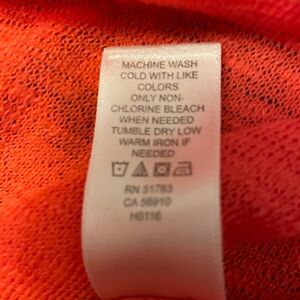 MACHINE WASH
COLD WITH LIKE
COLORS
ONLY NON-
CHLORINE BLEACH
WHEN NEEDED
TUMBLE DRY LOW
WARM IRON IF
NEEDED
RN 51783
CA 56910
H0116